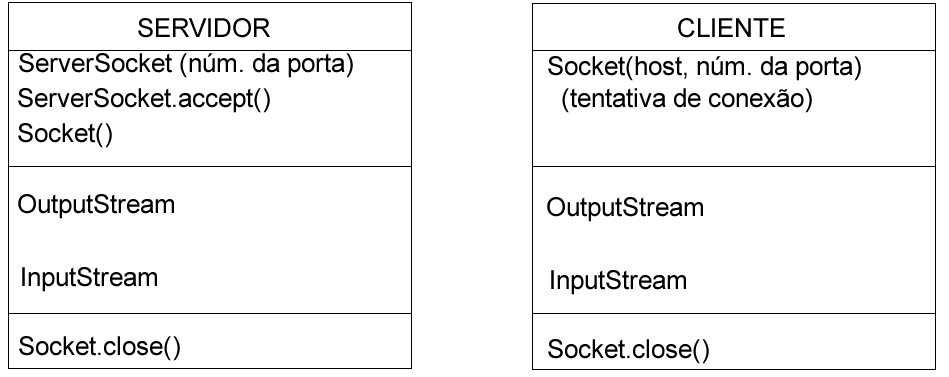 SERVIDOR
ServerSocket (núm. da porta)
ServerSocket.accept()
Socket()
OutputStream
InputStream
Socket.close()
CLIENTE
Socket(host, núm. da porta)
(tentativa de conexão)
OutputStream
InputStream
Socket.close()